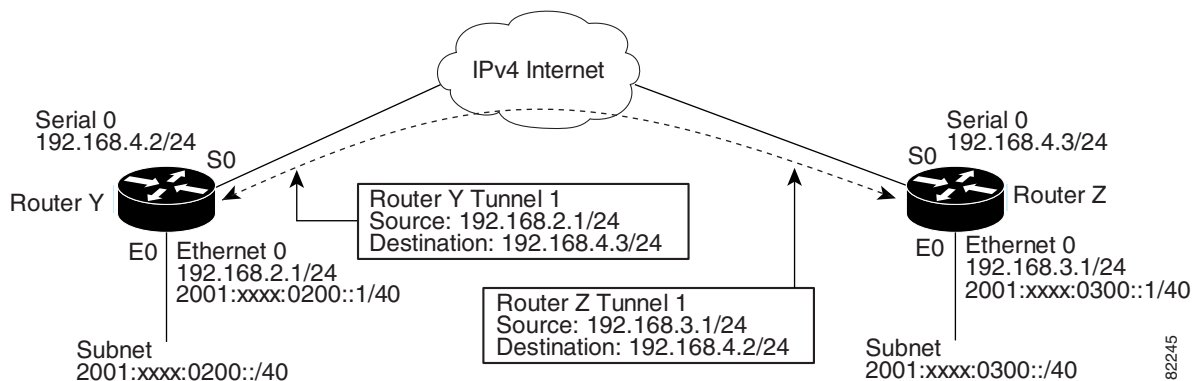 IPv4 Internet
Serial 0
192.168.4.2/24
S0
Router Y
E0
Ethernet 0
192.168.2.1/24
2001:xxxx:0200::1/40
Subnet
2001:xxxx:0200::/40
Router Y Tunnel 1
Source: 192.168.2.1/24
Destination: 192.168.4.3/24
Router Z Tunnel 1
Source: 192.168.3.1/24
Destination: 192.168.4.2/24
Serial 0
192.168.4.3/24
S0
Router Z
E0
Ethernet 0
192.168.3.1/24
2001:xxxx:0300::1/40
Subnet
2001:xxxx:0300::/40
82245